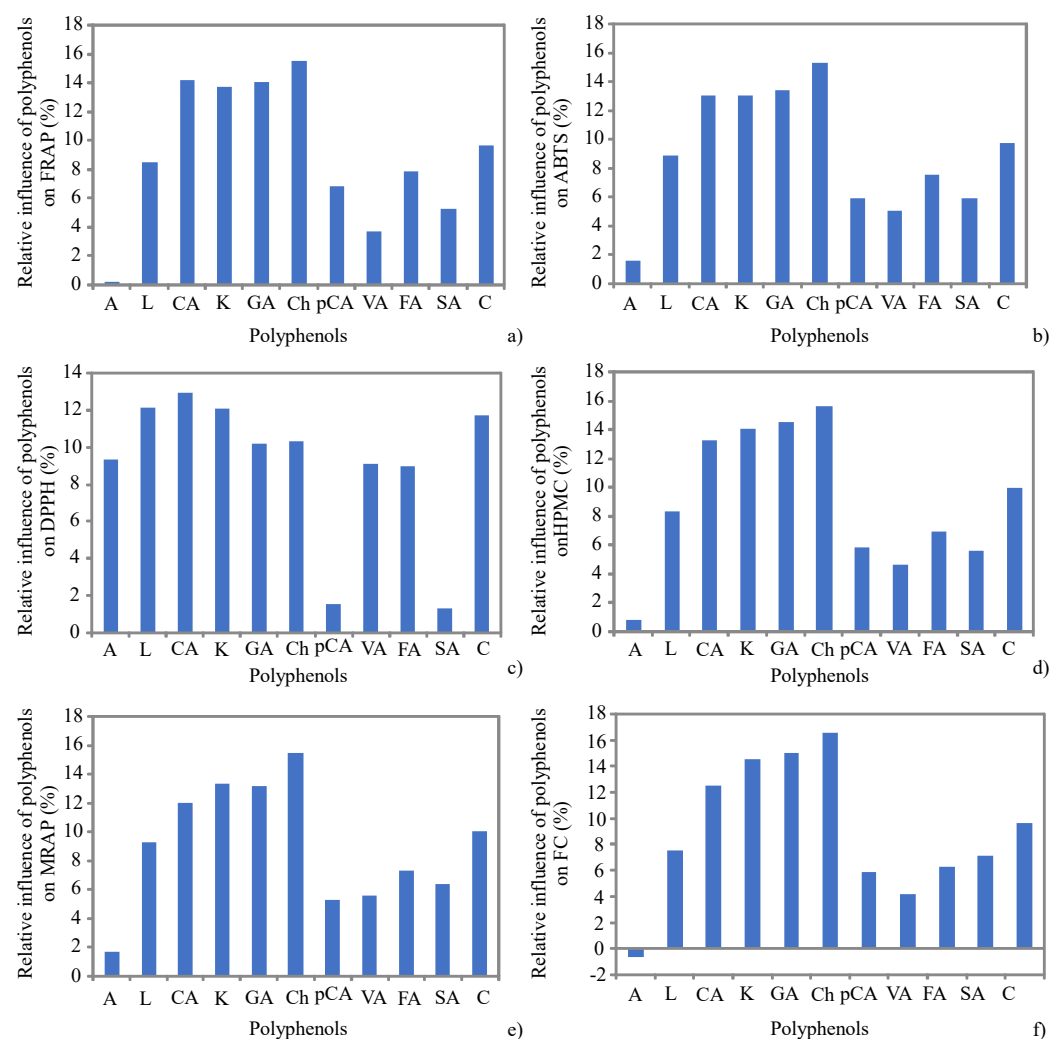 Relative influence of polyphenols
on FRAP (%)
18
16
14
12
10
8
6
4
2
0
A L CA K GA Ch pCA VA FA SA C
Polyphenols
a)
Relative influence of polyphenols
on ABTS (%)
18
16
14
12
10
8
6
4
2
0
A L CA K GA Ch pCA VA FA SA C
Polyphenols
b)
Relative influence of polyphenols
on DPPH (%)
14
12
10
8
6
4
2
0
A L CA K GA Ch pCA VA FA SA C
Polyphenols
c)
Relative influence of polyphenols
onHPMC (%)
18
16
14
12
10
8
6
4
2
0
A L CA K GA Ch pCA VA FA SA C
Polyphenols
d)
Relative influence of polyphenols
on MRAP (%)
18
16
14
12
10
8
6
4
2
0
A L CA K GA Ch pCA VA FA SA C
Polyphenols
e)
Relative influence of polyphenols
on FC (%)
18
16
14
12
10
8
6
4
2
0
-2
A L CA K GA Ch pCA VA FA SA C
Polyphenols
f)